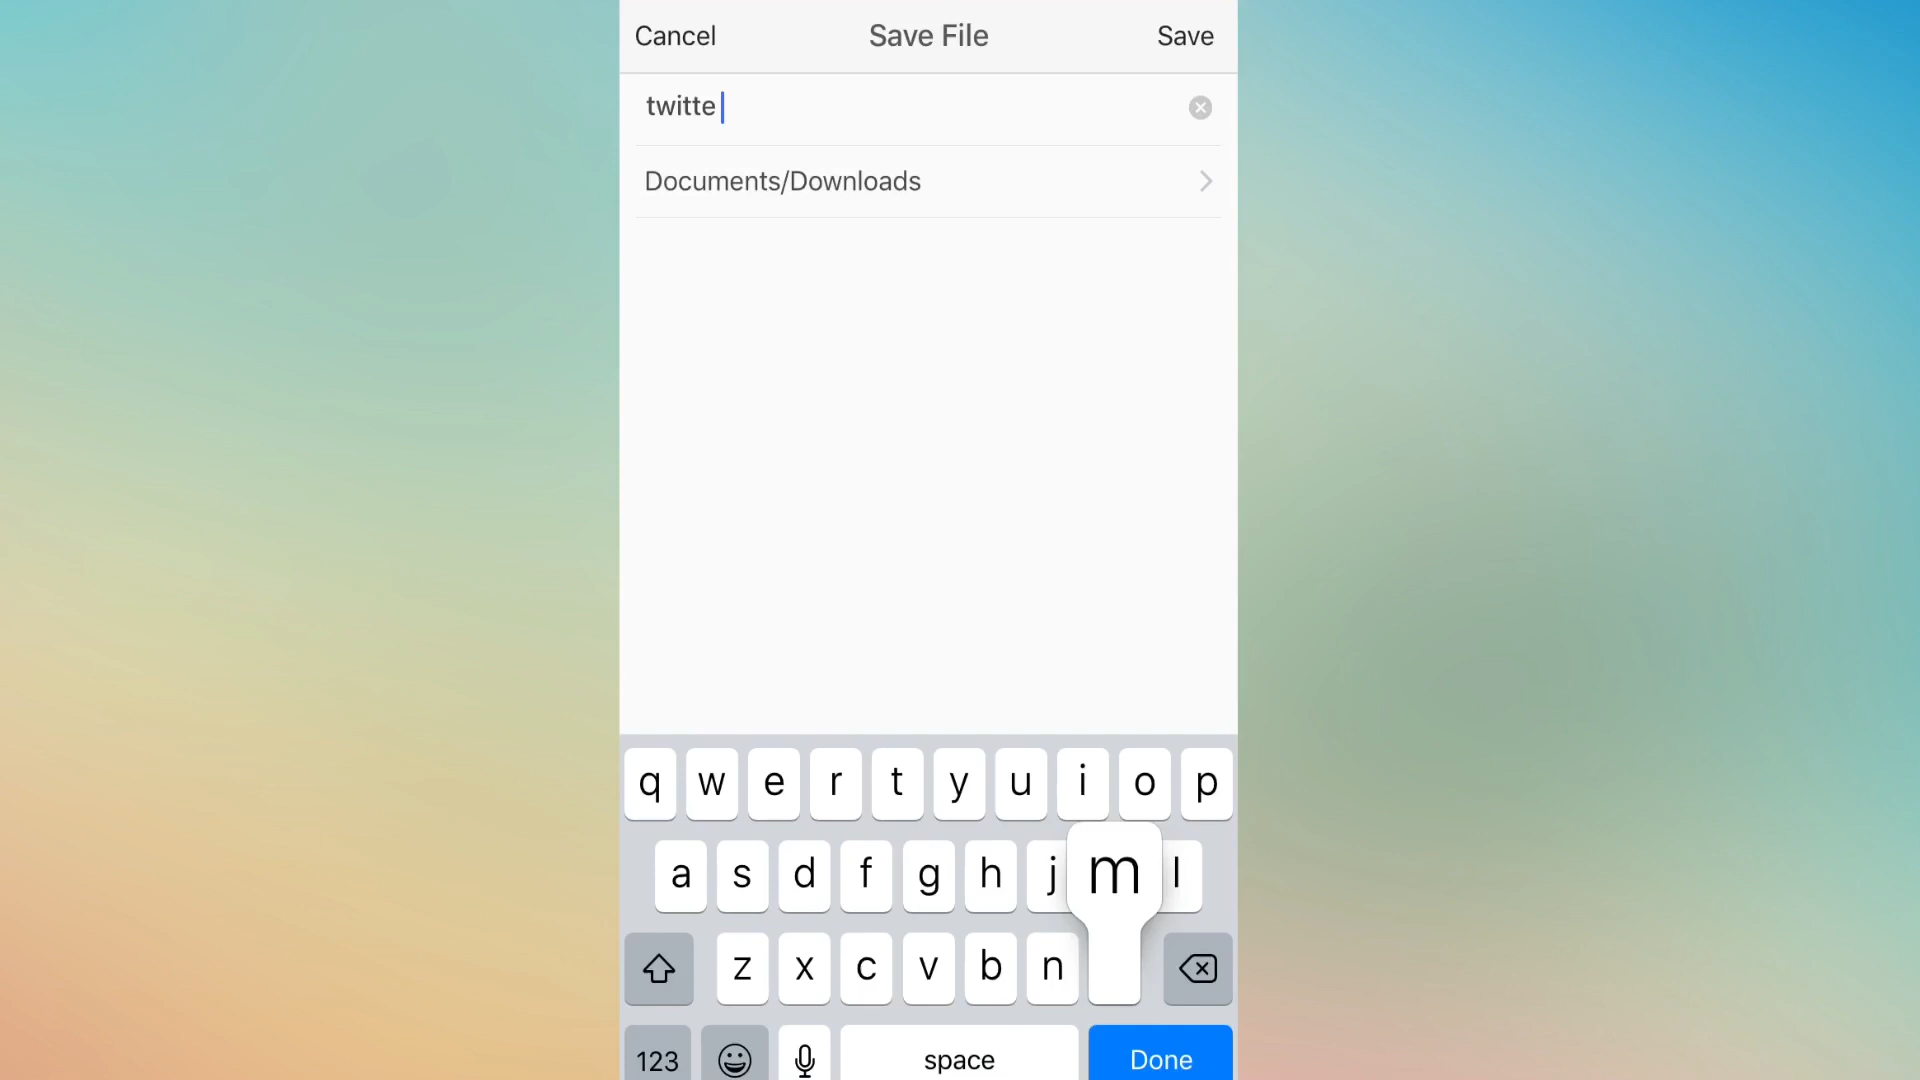 Cancel Save File Save
twitte
Documents/Downloads
q w e r t y u i o p
a s d f g h j m l
z x c v b n
123 space Done